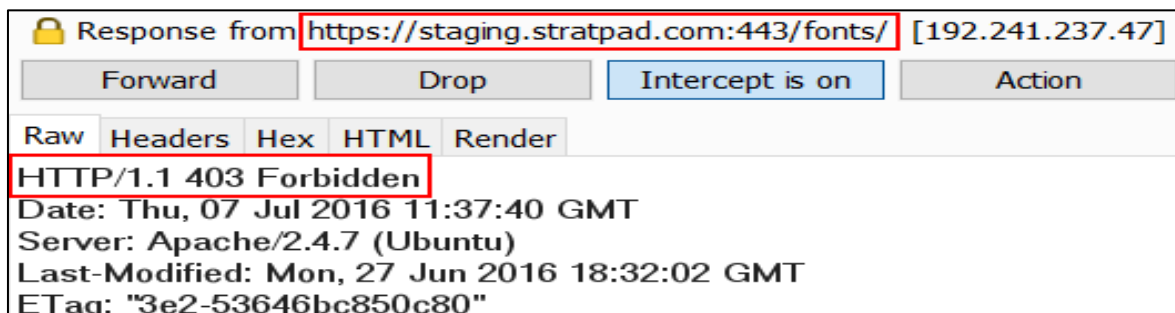 Response from https://staging.stratpad.com:443/fonts/ [192.241.237.47]
Forward Drop Intercept is on Action
Raw Headers Hex HTML Render
HTTP/1.1 403 Forbidden
Date: Thu, 07 Jul 2016 11:37:40 GMT
Server: Apache/2.4.7 (Ubuntu)
Last-Modified: Mon, 27 Jun 2016 18:32:02 GMT
ETag: "3e2-53646bc850c80"